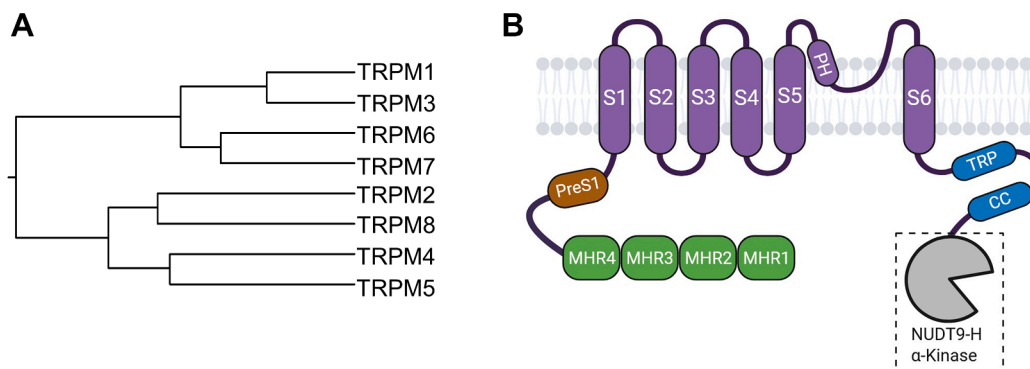 A
TRPM1
TRPM3
TRPM6
TRPM7
TRPM2
TRPM8
TRPM4
TRPM5
B
S1
S2
S3
S4
S5
PH
S6
PreS1
TRP
CC
MHR4
MHR3
MHR2
MHR1
NUDT9-H
α-Kinase